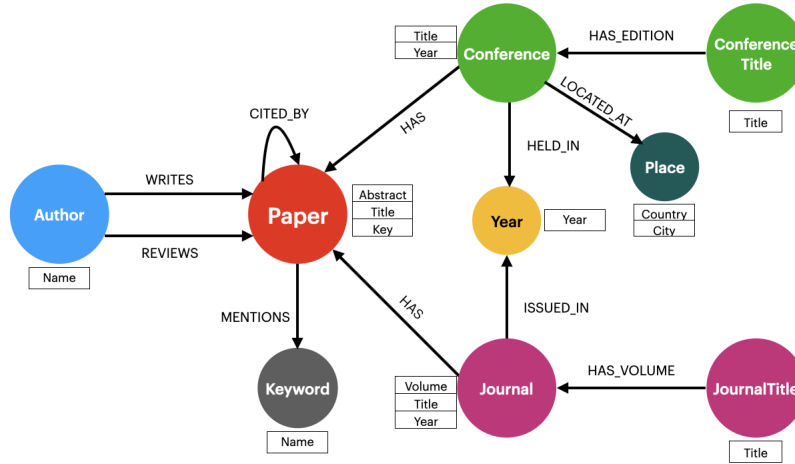 Title
Year
Conference
HAS_EDITION
Conference
Title
Title
CITED_BY
HAS
LOCATED_AT
HELD_IN
Place
Country
City
WRITES
Author
REVIEWS
Name
Paper
Abstract
Title
Key
Year
Year
MENTIONS
HAS
ISSUED_IN
Keyword
Name
Volume
Title
Year
Journal
HAS_VOLUME
JournalTitle
Title